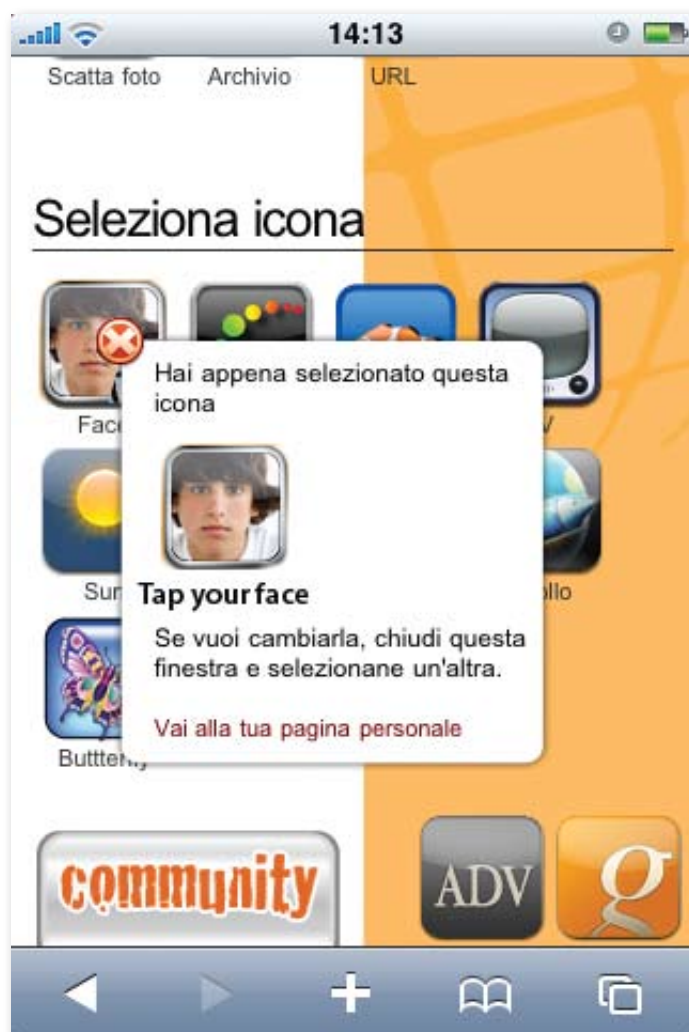 14:13
Scatta foto Archivio URL
Seleziona icona
Hai appena selezionato questa
icona
Tap your face
Se vuoi cambiarla, chiudi questa
finestra e selezionane un'altra.
Vai alla tua pagina personale
Buttterfly
community
ADV g